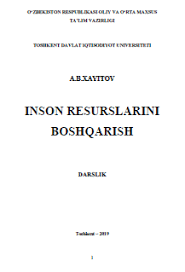 O'ZBEKISTON RESPUBLIKASI OLIY VA O'RTA MAXSUS
TA'LIM VAZIRLIGI
TOSHKENT DAVLAT IQTISODIYOT UNIVERSITETI
A.B.XAYITOV
INSON RESURSLARINI
BOSHQARISH
DARSLIK
Toshkent – 2019
1